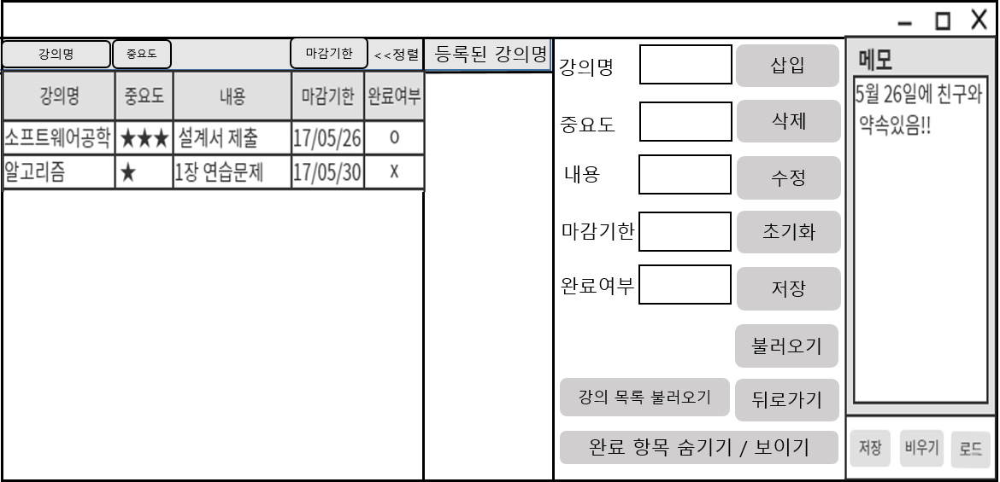 – □ X
강의명 중요도 마감기한 <<정렬
강의명 중요도 내용 마감기한 완료여부
소프트웨어공학 ★★★ 설계서 제출 17/05/26 O
알고리즘 ★ 1장 연습문제 17/05/30 X
등록된 강의명
강의명 삽입
중요도 삭제
내용 수정
마감기한 초기화
완료여부 저장
불러오기
강의 목록 불러오기 뒤로가기
완료 항목 숨기기 / 보이기
메모
5월 26일에 친구와
약속있음!!
저장 비우기 로드